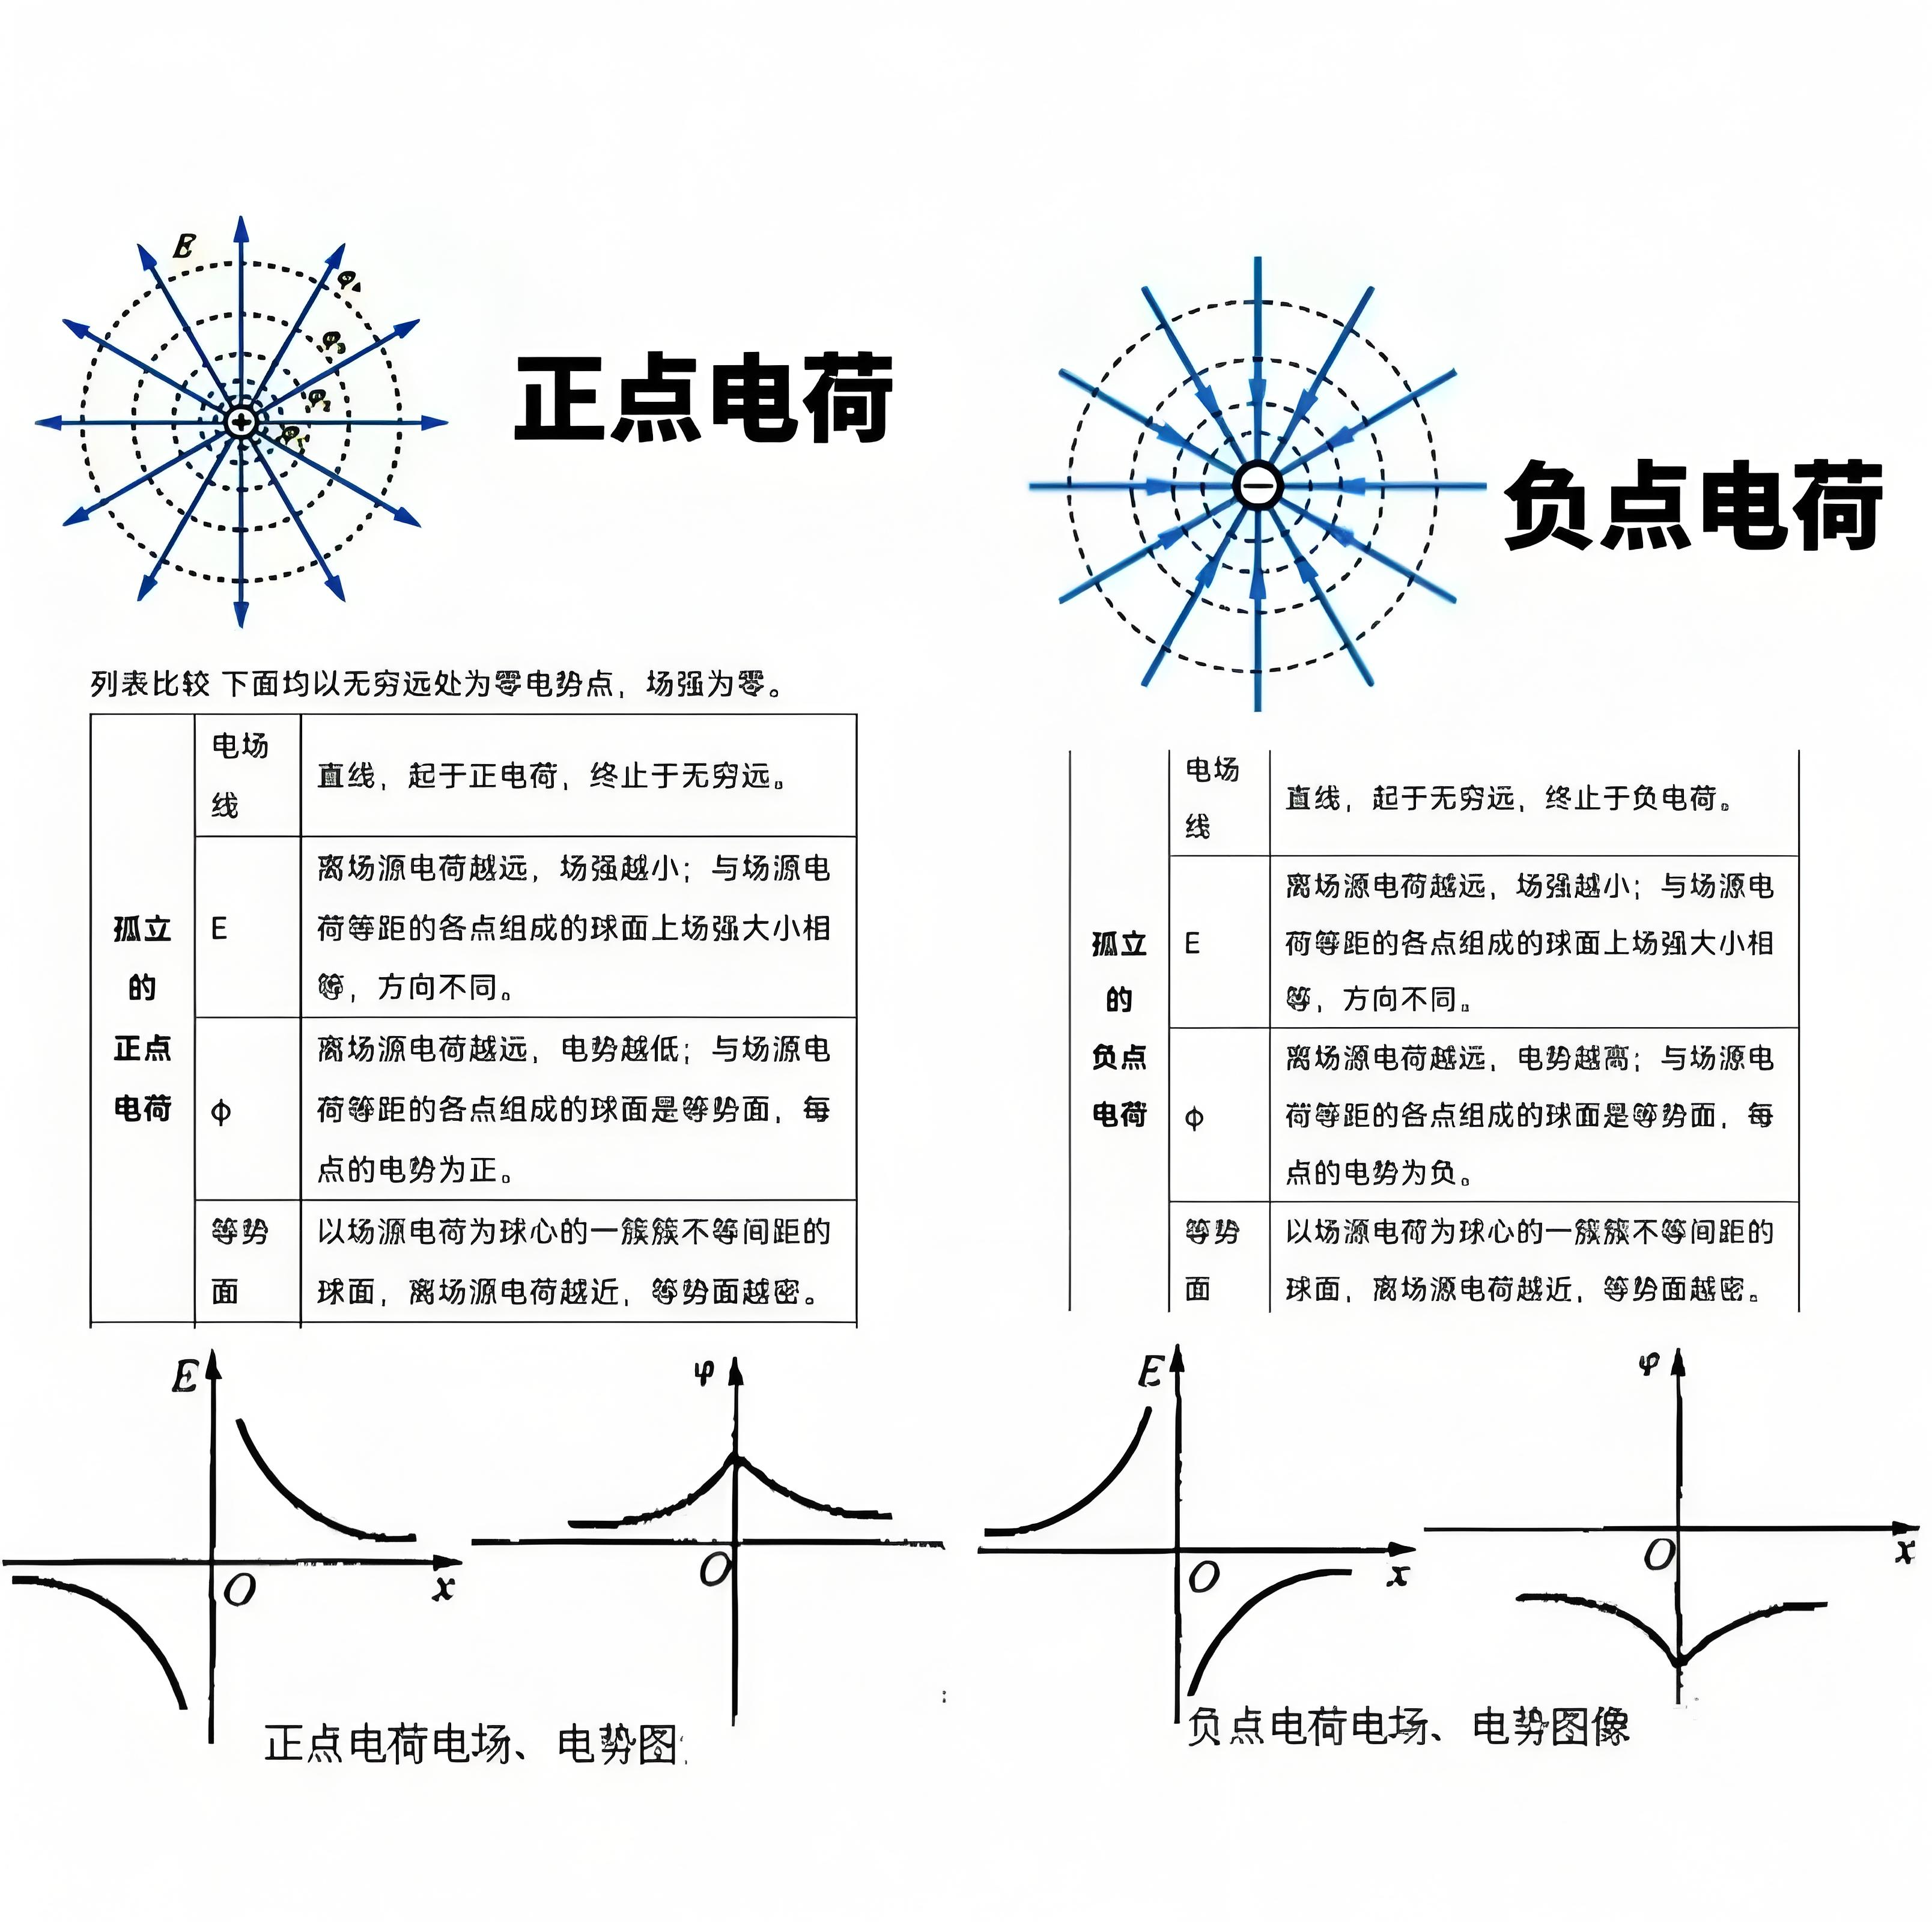 E
φ₄
φ₃
φ₂
φ₁
正点电荷
列表比较 下面均以无穷远处为零电势点，场强为零。
孤立
的
正点
电荷
电场
线
直线，起于正电荷，终止于无穷远。
E
离场源电荷越远，场强越小；与场源电
荷等距的各点组成的球面上场强大小相
等，方向不同。
φ
离场源电荷越远，电势越低；与场源电
荷等距的各点组成的球面是等势面，每
点的电势为正。
等势
面
以场源电荷为球心的一簇簇不等间距的
球面，离场源电荷越近，等势面越密。
E
O
x
φ
O
正点电荷电场、电势图
负点电荷
孤立
的
负点
电荷
电场
线
直线，起于无穷远，终止于负电荷。
E
离场源电荷越远，场强越小；与场源电
荷等距的各点组成的球面上场强大小相
等，方向不同。
φ
离场源电荷越远，电势越高；与场源电
荷等距的各点组成的球面是等势面，每
点的电势为负。
等势
面
以场源电荷为球心的一簇簇不等间距的
球面，离场源电荷越近，等势面越密。
E
O
x
φ
O
x
负点电荷电场、电势图像